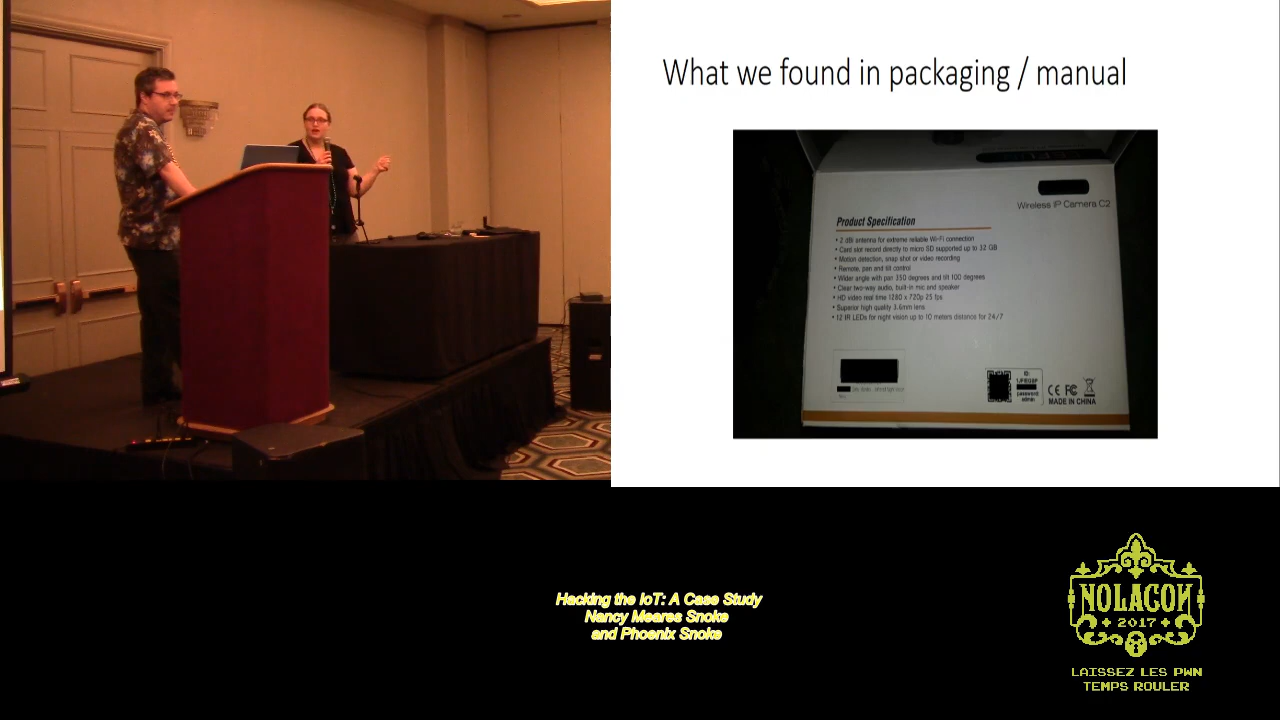 What we found in packaging / manual
Wireless IP Camera C2
Product Specification
• 2 dBi antenna for extreme reliable Wi-Fi connection
• Card slot record directly to micro SD supported up to 32 GB
• Motion detection, snap shot or video recording
• Remote, pan and tilt control
• Wider angle with pan 350 degrees and tilt 100 degrees
• Clear two-way audio, built-in mic and speaker
• HD video real time 1280 x 720p 25 fps
• Superior high quality 3.6mm lens
• 12 IR LEDs for night vision up to 10 meters distance for 24/7
ID:
password:
admin
CE FC
MADE IN CHINA
Hacking the IoT: A Case Study
Nancy Meares Snoke
and Phoenix Snoke
NOLACON
2017
LAISSEZ LES PWN
TEMPS ROULER